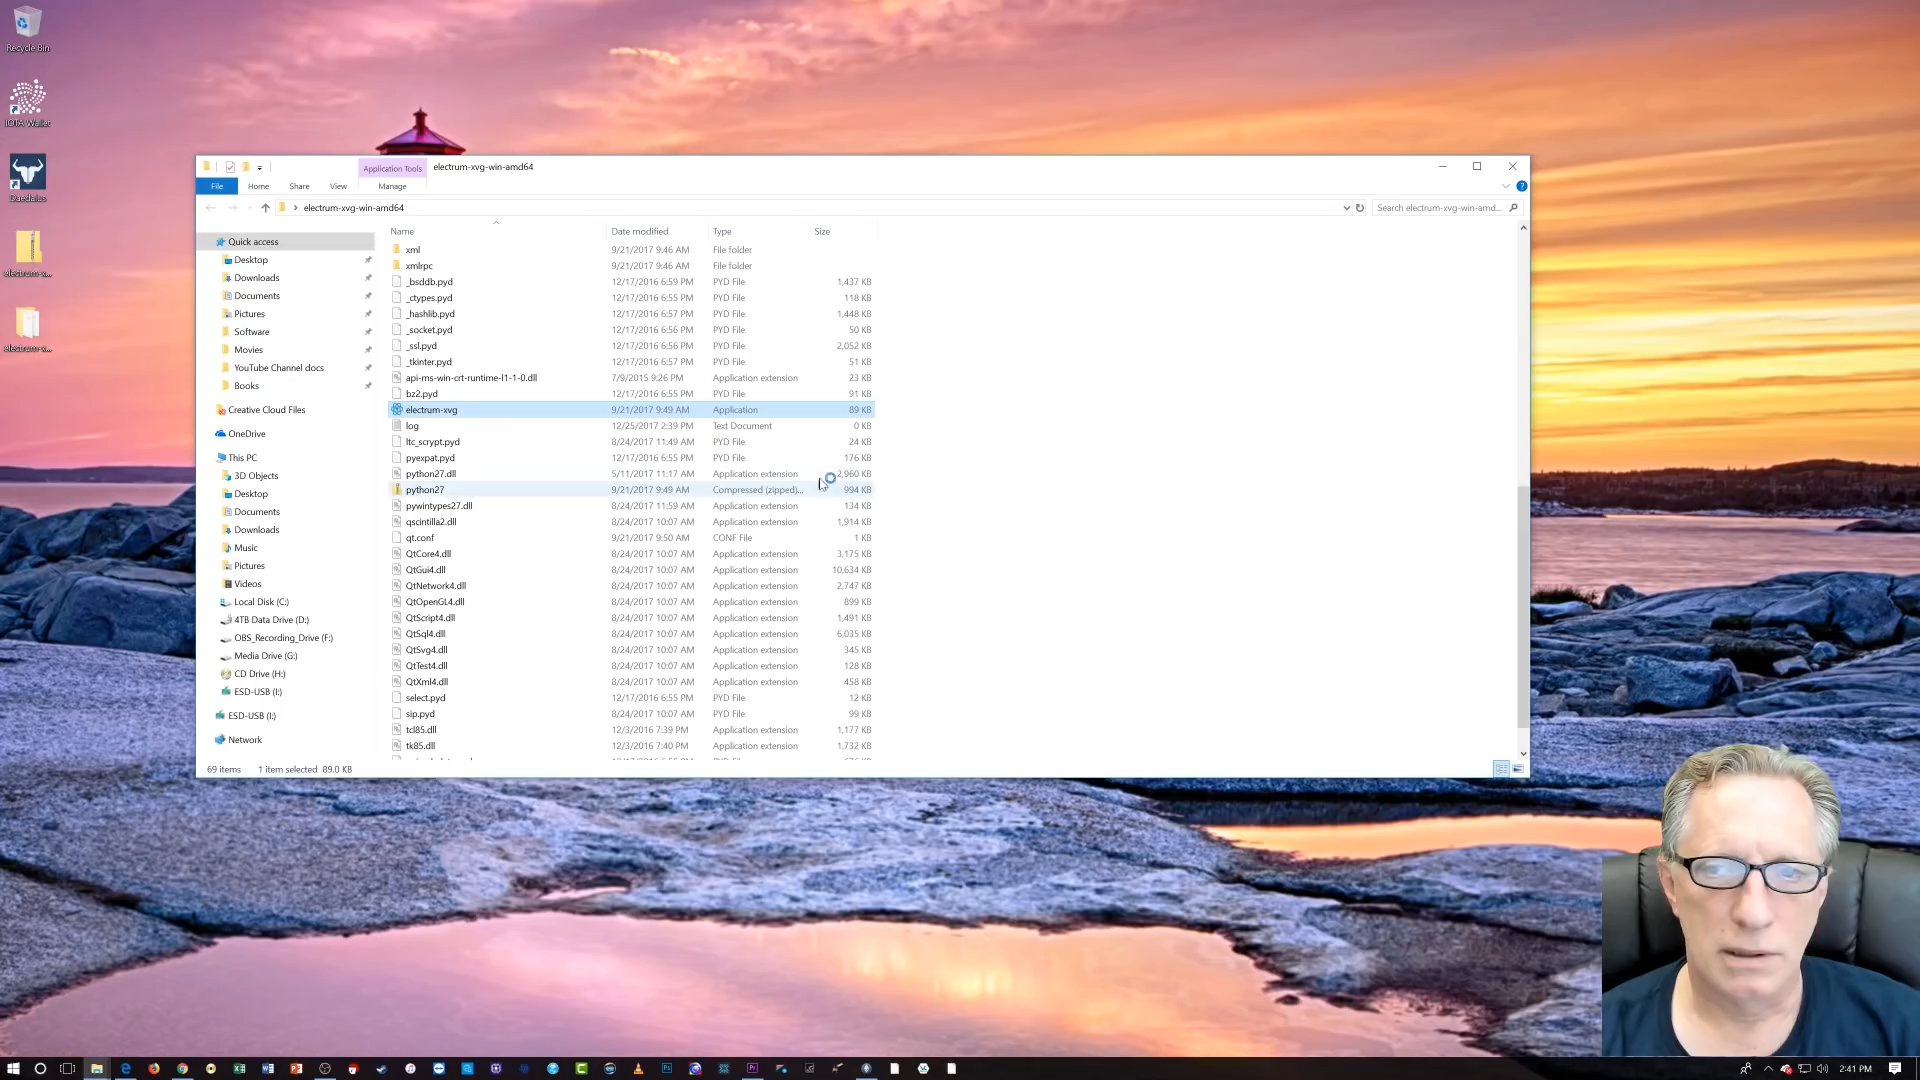 Recycle Bin
IOTA Wallet
Daedalus
electrum-x...
electrum-x...
Application Tools
electrum-xvg-win-amd64
File
Home
Share
View
Manage
electrum-xvg-win-amd64
Search electrum-xvg-win-amd...
Name
Date modified
Type
Size
Quick access
Desktop
Downloads
Documents
Pictures
Software
Movies
YouTube Channel docs
Books
Creative Cloud Files
OneDrive
This PC
3D Objects
Desktop
Documents
Downloads
Music
Pictures
Videos
Local Disk (C:)
4TB Data Drive (D:)
OBS_Recording_Drive (F:)
Media Drive (G:)
CD Drive (H:)
ESD-USB (I:)
ESD-USB (I:)
Network
xml 9/21/2017 9:46 AM File folder
xmlrpc 9/21/2017 9:46 AM File folder
_bsddb.pyd 12/17/2016 6:59 PM PYD File 1,437 KB
_ctypes.pyd 12/17/2016 6:55 PM PYD File 118 KB
_hashlib.pyd 12/17/2016 6:57 PM PYD File 1,448 KB
_socket.pyd 12/17/2016 6:56 PM PYD File 50 KB
_ssl.pyd 12/17/2016 6:56 PM PYD File 2,052 KB
_tkinter.pyd 12/17/2016 6:57 PM PYD File 51 KB
api-ms-win-crt-runtime-l1-1-0.dll 7/9/2015 9:26 PM Application extension 23 KB
bz2.pyd 12/17/2016 6:55 PM PYD File 91 KB
electrum-xvg 9/21/2017 9:49 AM Application 89 KB
log 12/25/2017 2:39 PM Text Document 0 KB
ltc_scrypt.pyd 8/24/2017 11:49 AM PYD File 24 KB
pyexpat.pyd 12/17/2016 6:55 PM PYD File 176 KB
python27.dll 5/11/2017 11:17 AM Application extension 2,960 KB
python27 9/21/2017 9:49 AM Compressed (zipped)... 994 KB
pywintypes27.dll 8/24/2017 11:59 AM Application extension 134 KB
qscintilla2.dll 8/24/2017 10:07 AM Application extension 1,914 KB
qt.conf 9/21/2017 9:50 AM CONF File 1 KB
QtCore4.dll 8/24/2017 10:07 AM Application extension 3,175 KB
QtGui4.dll 8/24/2017 10:07 AM Application extension 10,634 KB
QtNetwork4.dll 8/24/2017 10:07 AM Application extension 2,747 KB
QtOpenGL4.dll 8/24/2017 10:07 AM Application extension 899 KB
QtScript4.dll 8/24/2017 10:07 AM Application extension 1,491 KB
QtSql4.dll 8/24/2017 10:07 AM Application extension 6,035 KB
QtSvg4.dll 8/24/2017 10:07 AM Application extension 345 KB
QtTest4.dll 8/24/2017 10:07 AM Application extension 128 KB
QtXml4.dll 8/24/2017 10:07 AM Application extension 458 KB
select.pyd 12/17/2016 6:55 PM PYD File 12 KB
sip.pyd 8/24/2017 10:07 AM PYD File 99 KB
tcl85.dll 12/3/2016 7:39 PM Application extension 1,177 KB
tk85.dll 12/3/2016 7:40 PM Application extension 1,732 KB
69 items 1 item selected 89.0 KB
2:41 PM